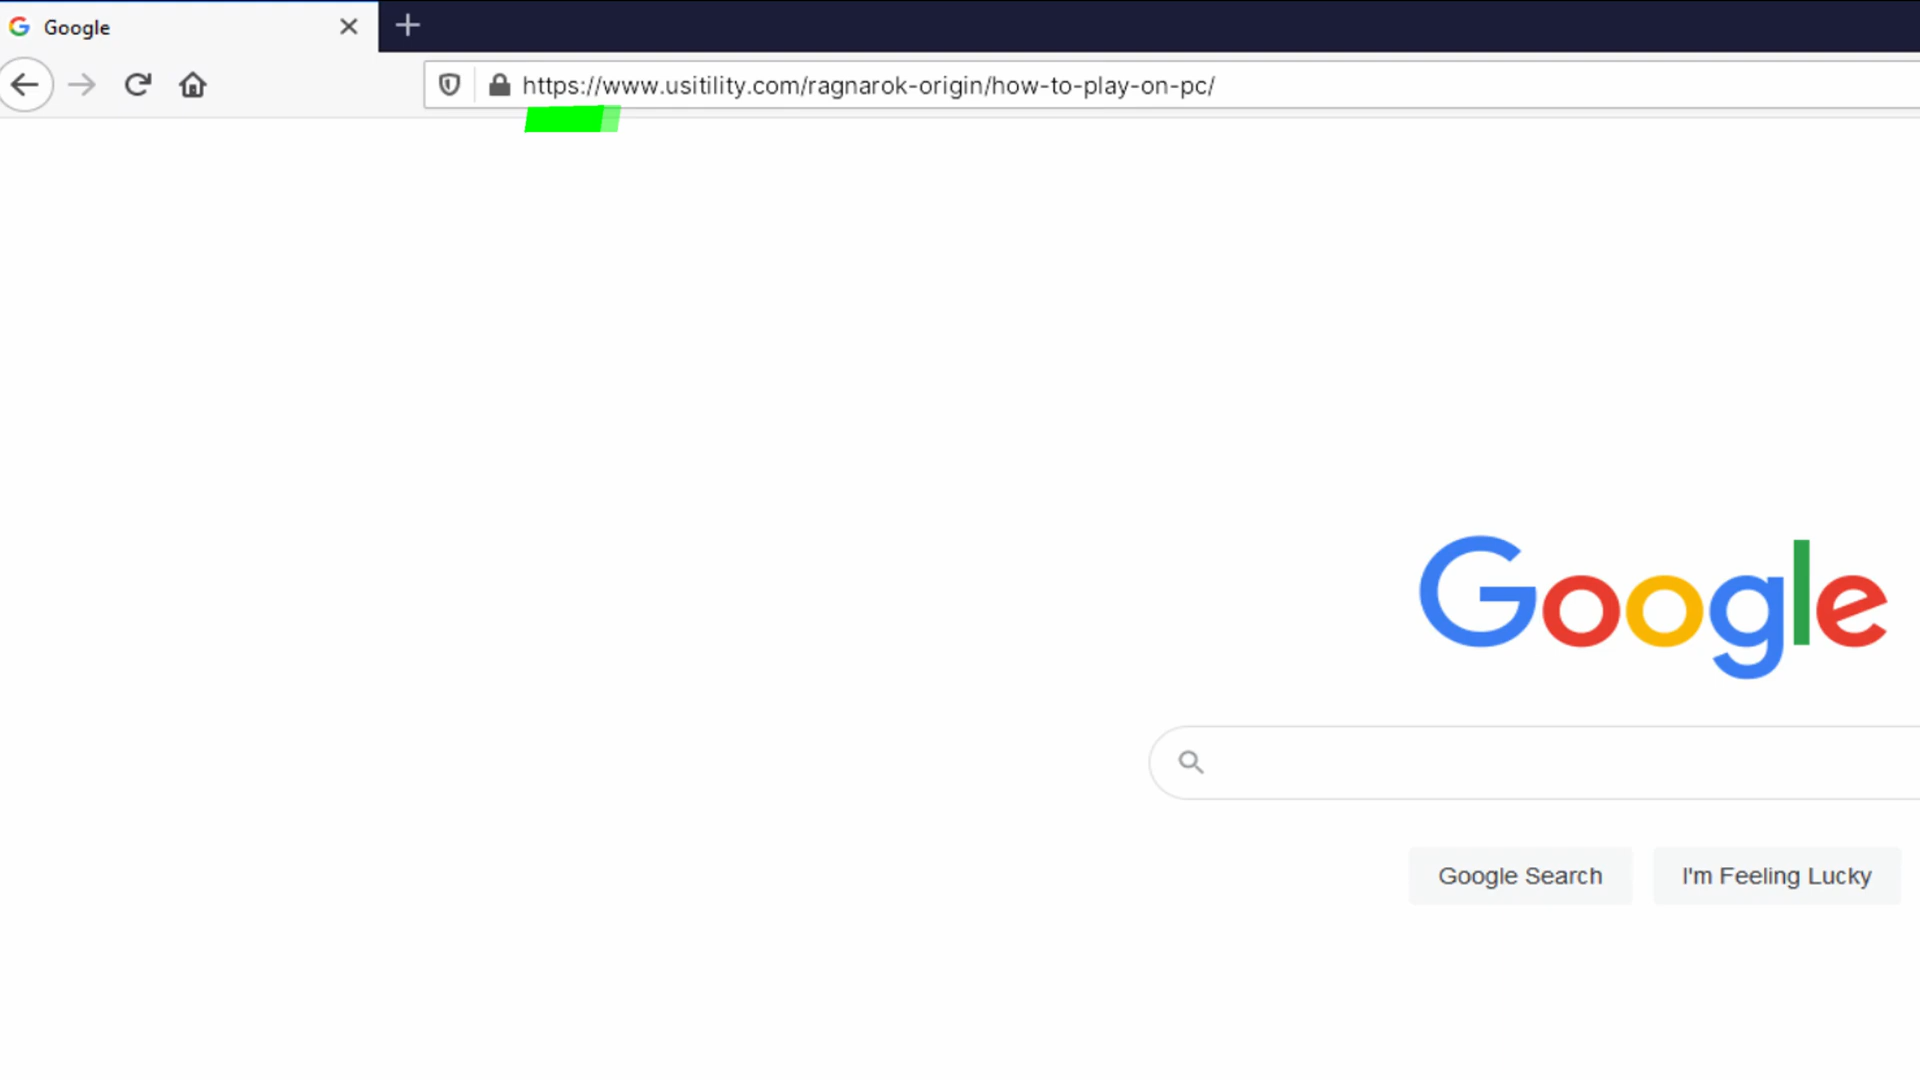 Google
https://www.usitility.com/ragnarok-origin/how-to-play-on-pc/
Google
Google Search
I'm Feeling Lucky